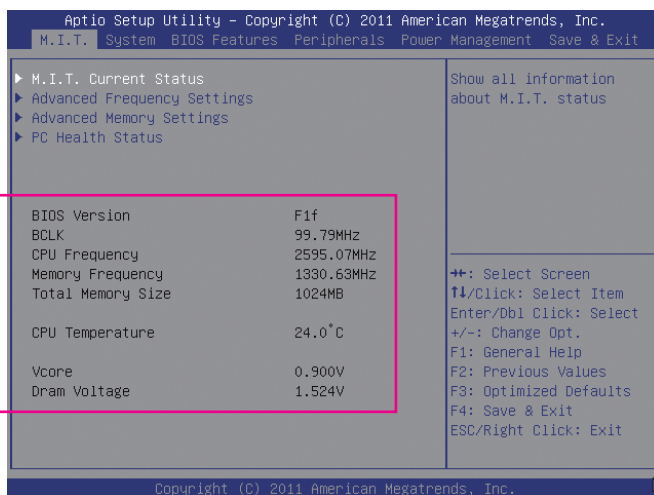 Aptio Setup Utility – Copyright (C) 2011 American Megatrends, Inc.
M.I.T. System BIOS Features Peripherals Power Management Save & Exit
M.I.T. Current Status
Advanced Frequency Settings
Advanced Memory Settings
PC Health Status
BIOS Version F1f
BCLK 99.79MHz
CPU Frequency 2595.07MHz
Memory Frequency 1330.63MHz
Total Memory Size 1024MB
CPU Temperature 24.0°C
Vcore 0.900V
Dram Voltage 1.524V
Show all information
about M.I.T. status
→←: Select Screen
↑↓/Click: Select Item
Enter/Dbl Click: Select
+/-: Change Opt.
F1: General Help
F2: Previous Values
F3: Optimized Defaults
F4: Save & Exit
ESC/Right Click: Exit
Copyright (C) 2011 American Megatrends, Inc.